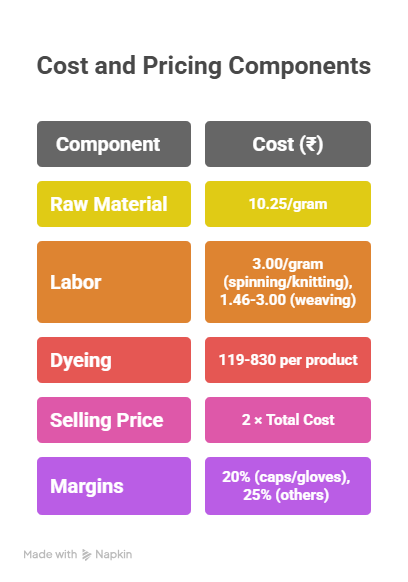 Cost and Pricing Components
Component
Cost (₹)
Raw Material
10.25/gram
Labor
3.00/gram
(spinning/knitting),
1.46-3.00 (weaving)
Dyeing
119-830 per product
Selling Price
2 × Total Cost
Margins
20% (caps/gloves),
25% (others)
Made with Napkin